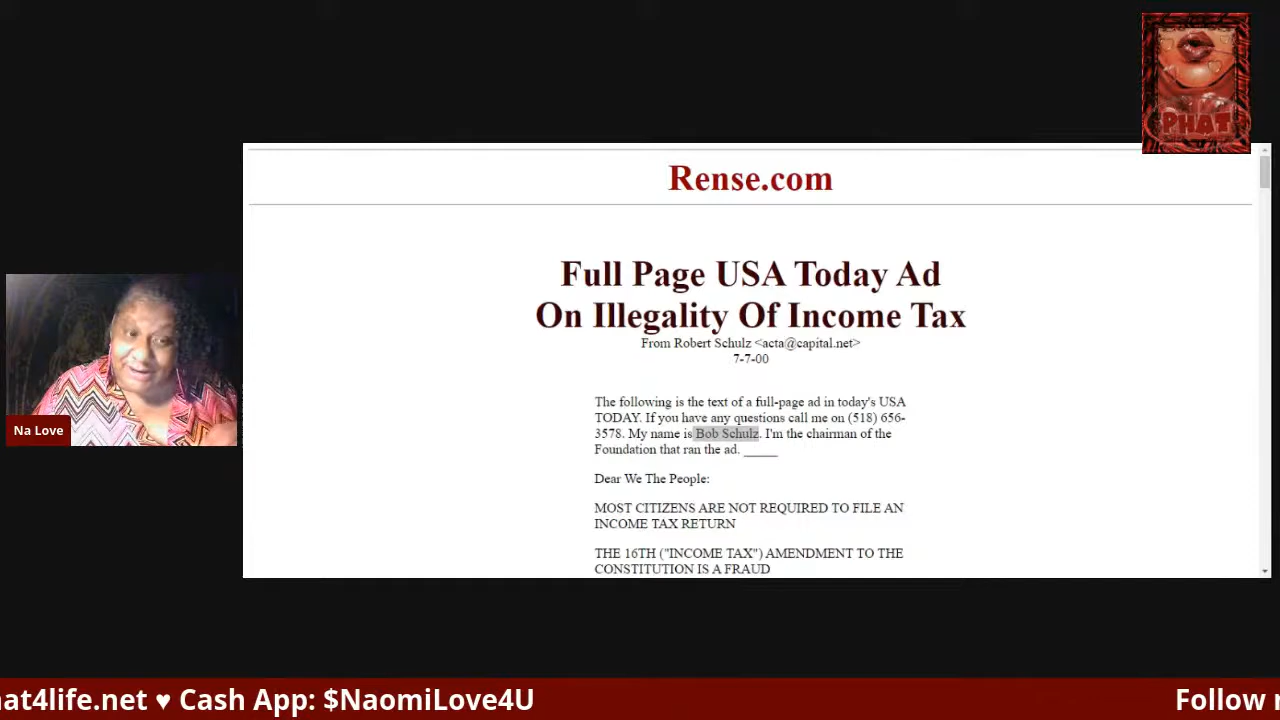 PHAT
Rense.com
Full Page USA Today Ad
On Illegality Of Income Tax
From Robert Schulz <acta@capital.net>
7-7-00
The following is the text of a full-page ad in today's USA
TODAY. If you have any questions call me on (518) 656-
3578. My name is Bob Schulz. I'm the chairman of the
Foundation that ran the ad. _____
Dear We The People:
MOST CITIZENS ARE NOT REQUIRED TO FILE AN
INCOME TAX RETURN
THE 16TH ("INCOME TAX") AMENDMENT TO THE
CONSTITUTION IS A FRAUD
Na Love
at4life.net ♥ Cash App: $NaomiLove4U
Follow